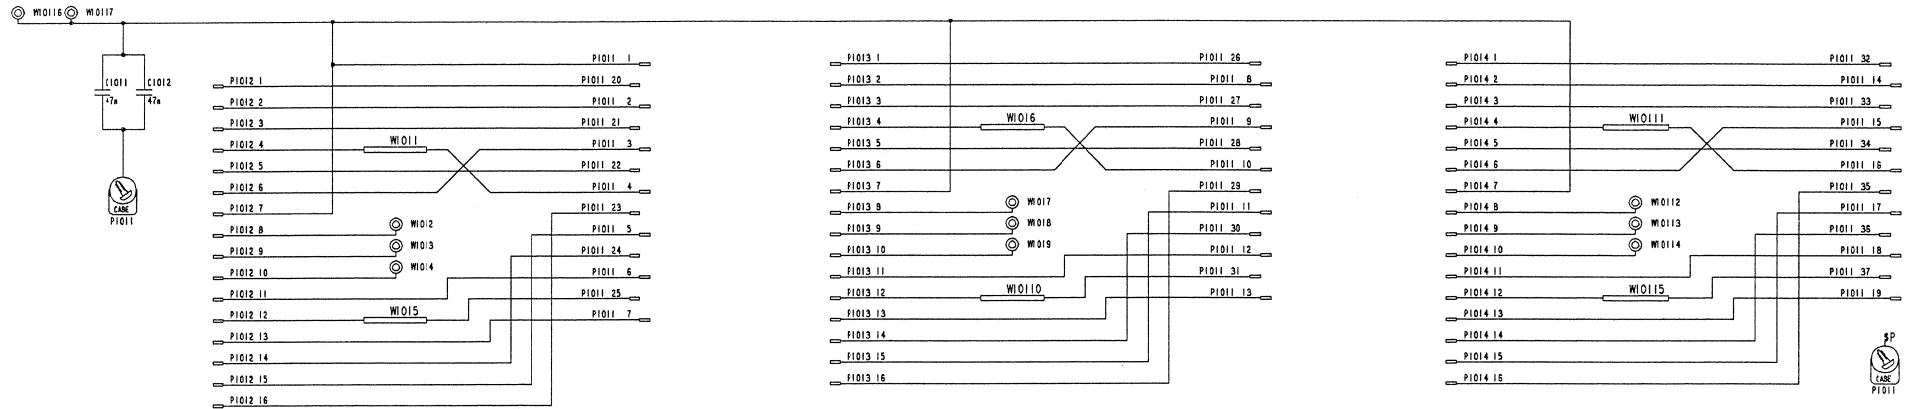 W10116 W10117
C1011 47n
C1012 47n
CASE
P1011
P1011 1
P1012 1 P1011 20
P1012 2 P1011 2
P1012 3 P1011 21
P1012 4 W1011 P1011 3
P1012 5 P1011 22
P1012 6 P1011 4
P1012 7 P1011 23
P1012 8 W1012 P1011 5
P1012 9 W1013 P1011 24
P1012 10 W1014 P1011 6
P1012 11 P1011 25
P1012 12 W1015 P1011 7
P1012 13
P1012 14
P1012 15
P1012 16
P1013 1 P1011 26
P1013 2 P1011 8
P1013 3 P1011 27
P1013 4 W1016 P1011 9
P1013 5 P1011 28
P1013 6 P1011 10
P1013 7 P1011 29
P1013 8 W1017 P1011 11
P1013 9 W1018 P1011 30
P1013 10 W1019 P1011 12
P1013 11 P1011 31
P1013 12 W10110 P1011 13
P1013 13
P1013 14
P1013 15
P1013 16
P1014 1 P1011 32
P1014 2 P1011 14
P1014 3 P1011 33
P1014 4 W10111 P1011 15
P1014 5 P1011 34
P1014 6 P1011 16
P1014 7 P1011 35
P1014 8 W10112 P1011 17
P1014 9 W10113 P1011 36
P1014 10 W10114 P1011 18
P1014 11 P1011 37
P1014 12 W10115 P1011 19
P1014 13
P1014 14
P1014 15
P1014 16
$P
CASE
P1011